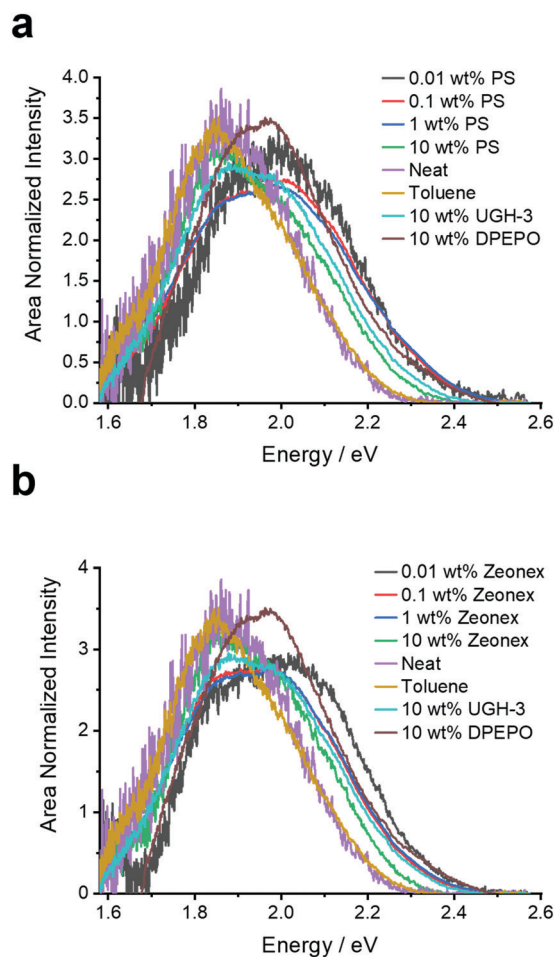 a
4.0
3.5
3.0
2.5
2.0
1.5
1.0
0.5
0.0
Area Normalized Intensity
0.01 wt% PS
0.1 wt% PS
1 wt% PS
10 wt% PS
Neat
Toluene
10 wt% UGH-3
10 wt% DPEPO
1.6 1.8 2.0 2.2 2.4 2.6
Energy / eV
b
4
3
2
1
0
Area Normalized Intensity
0.01 wt% Zeonex
0.1 wt% Zeonex
1 wt% Zeonex
10 wt% Zeonex
Neat
Toluene
10 wt% UGH-3
10 wt% DPEPO
1.6 1.8 2.0 2.2 2.4 2.6
Energy / eV